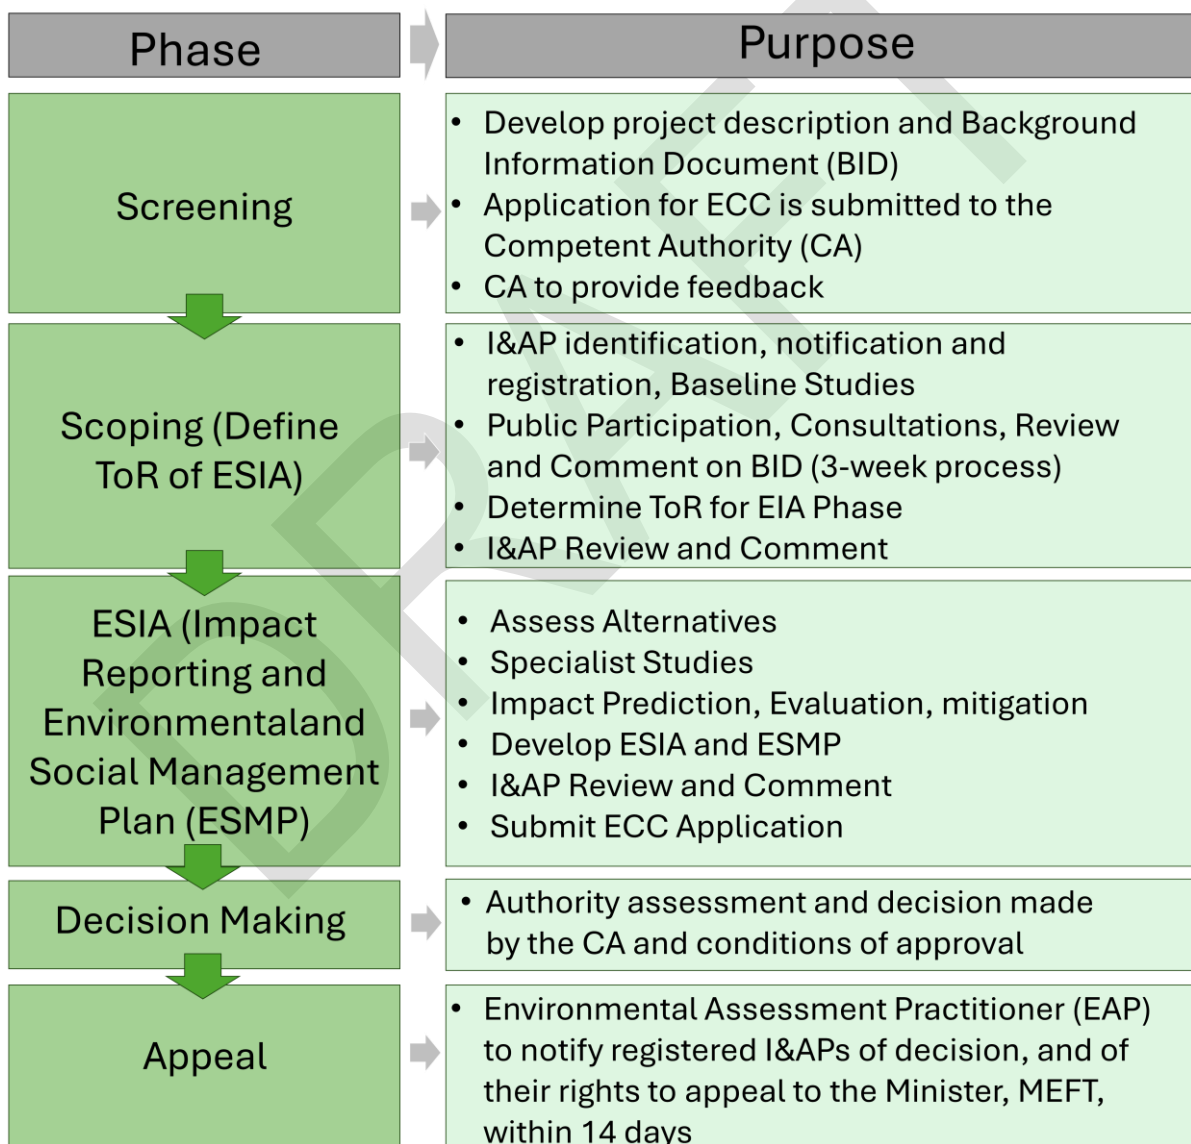 Phase
Purpose
Screening
• Develop project description and Background
Information Document (BID)
• Application for ECC is submitted to the
Competent Authority (CA)
• CA to provide feedback
Scoping (Define
ToR of ESIA)
• I&AP identification, notification and
registration, Baseline Studies
• Public Participation, Consultations, Review
and Comment on BID (3-week process)
• Determine ToR for EIA Phase
• I&AP Review and Comment
ESIA (Impact
Reporting and
Environmentaland
Social Management
Plan (ESMP)
• Assess Alternatives
• Specialist Studies
• Impact Prediction, Evaluation, mitigation
• Develop ESIA and ESMP
• I&AP Review and Comment
• Submit ECC Application
Decision Making
• Authority assessment and decision made
by the CA and conditions of approval
Appeal
• Environmental Assessment Practitioner (EAP)
to notify registered I&APs of decision, and of
their rights to appeal to the Minister, MEFT,
within 14 days
DRAFT